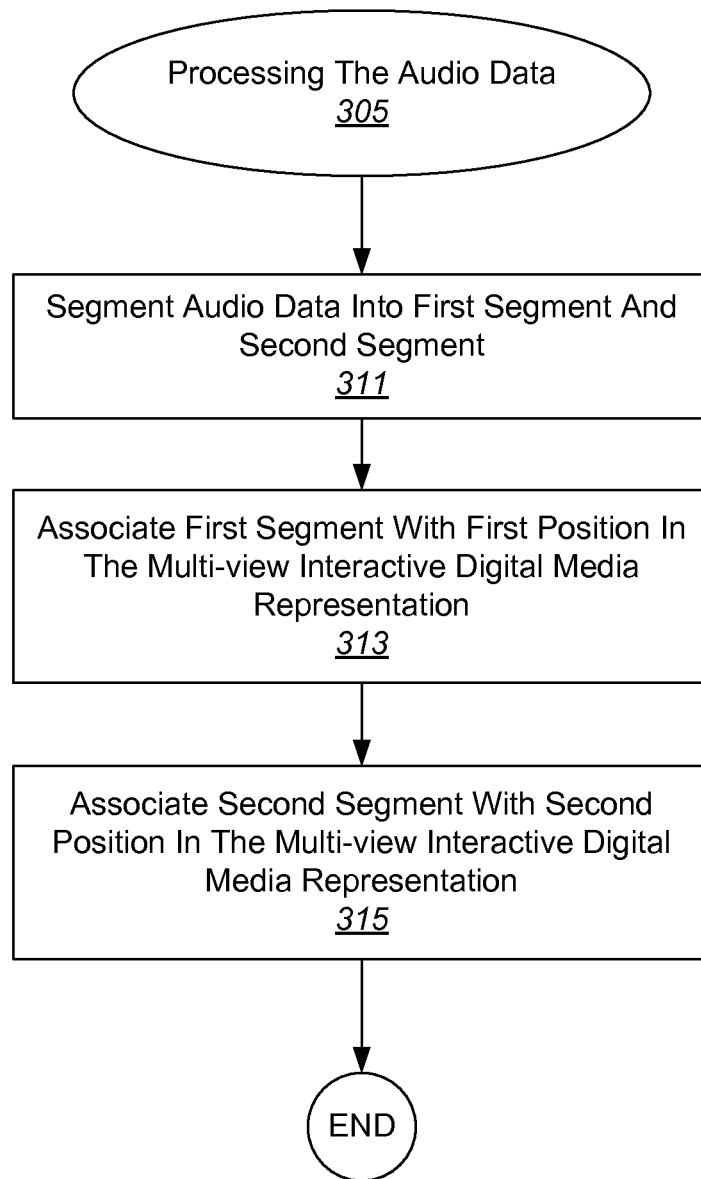 Processing The Audio Data
305
Segment Audio Data Into First Segment And
Second Segment
311
Associate First Segment With First Position In
The Multi-view Interactive Digital Media
Representation
313
Associate Second Segment With Second
Position In The Multi-view Interactive Digital
Media Representation
315
END